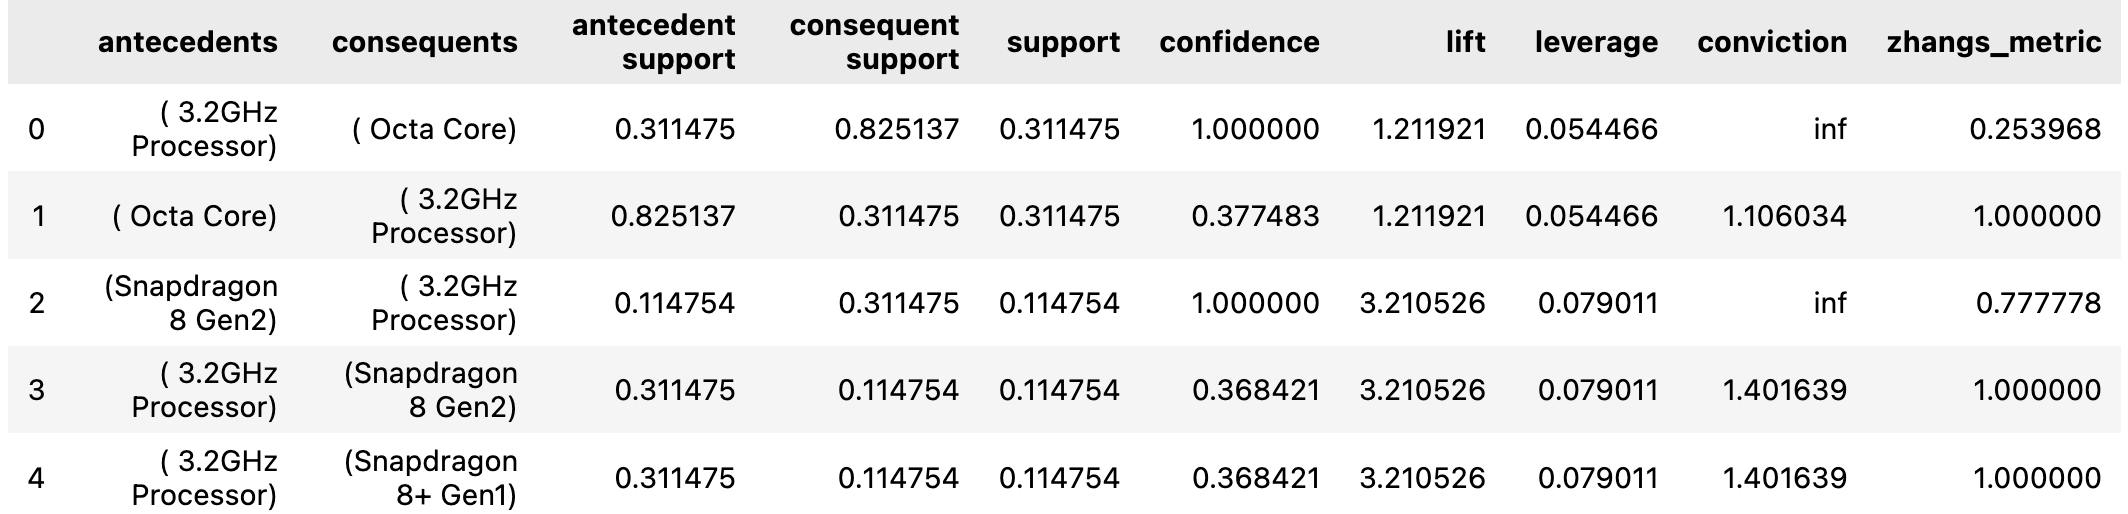 antecedents consequents antecedent support consequent support support confidence lift leverage conviction zhangs_metric
0 ( 3.2GHz Processor) ( Octa Core) 0.311475 0.825137 0.311475 1.000000 1.211921 0.054466 inf 0.253968
1 ( Octa Core) ( 3.2GHz Processor) 0.825137 0.311475 0.311475 0.377483 1.211921 0.054466 1.106034 1.000000
2 (Snapdragon 8 Gen2) ( 3.2GHz Processor) 0.114754 0.311475 0.114754 1.000000 3.210526 0.079011 inf 0.777778
3 ( 3.2GHz Processor) (Snapdragon 8 Gen2) 0.311475 0.114754 0.114754 0.368421 3.210526 0.079011 1.401639 1.000000
4 ( 3.2GHz Processor) (Snapdragon 8+ Gen1) 0.311475 0.114754 0.114754 0.368421 3.210526 0.079011 1.401639 1.000000